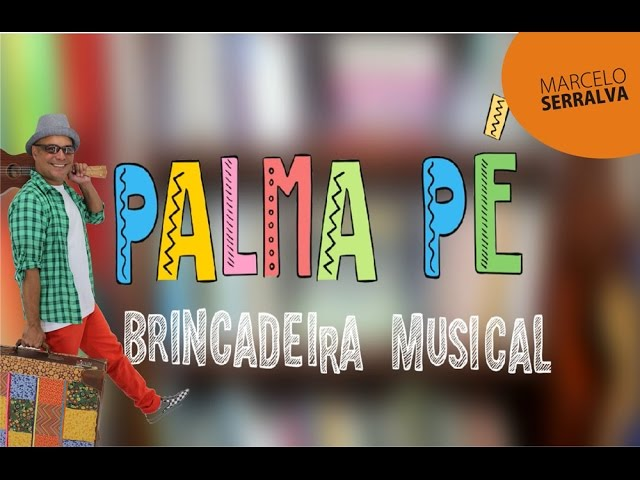 MARCELO
SERRALVA
PALMA PÉ
BRINCADEIRA MUSICAL